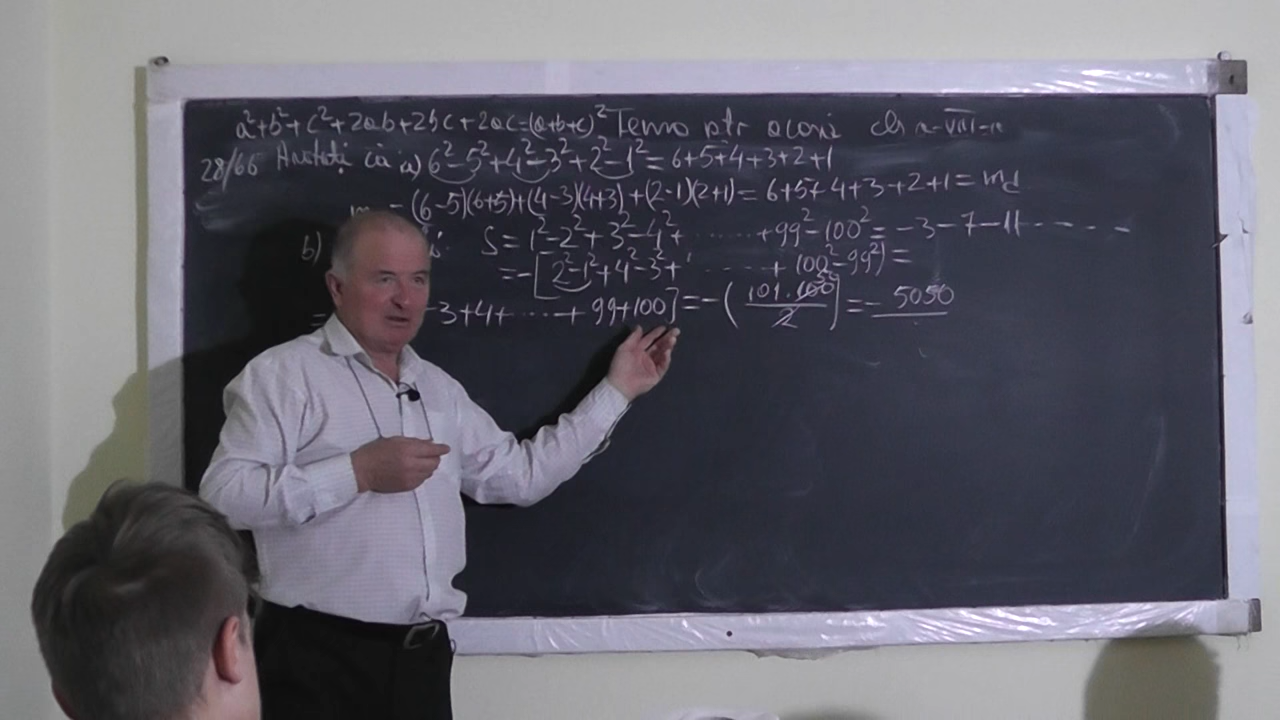 a²+b²+c²+2ab+2bc+2ac=(a+b+c)² Tema ptr acasă cls a-VIII-a
28/66 Arătați că a) 6²-5²+4²-3²+2²-1²=6+5+4+3+2+1
=(6-5)(6+5)+(4-3)(4+3)+(2-1)(2+1)=6+5+4+3+2+1=md
b) S=1²-2²+3²-4²+......+99²-100²=-3-7-11-----
=-[2²-1²+4²-3²+......+100²-99²)=
= 3+4+.....+99+100]=-(101.100 50/2)=-5050